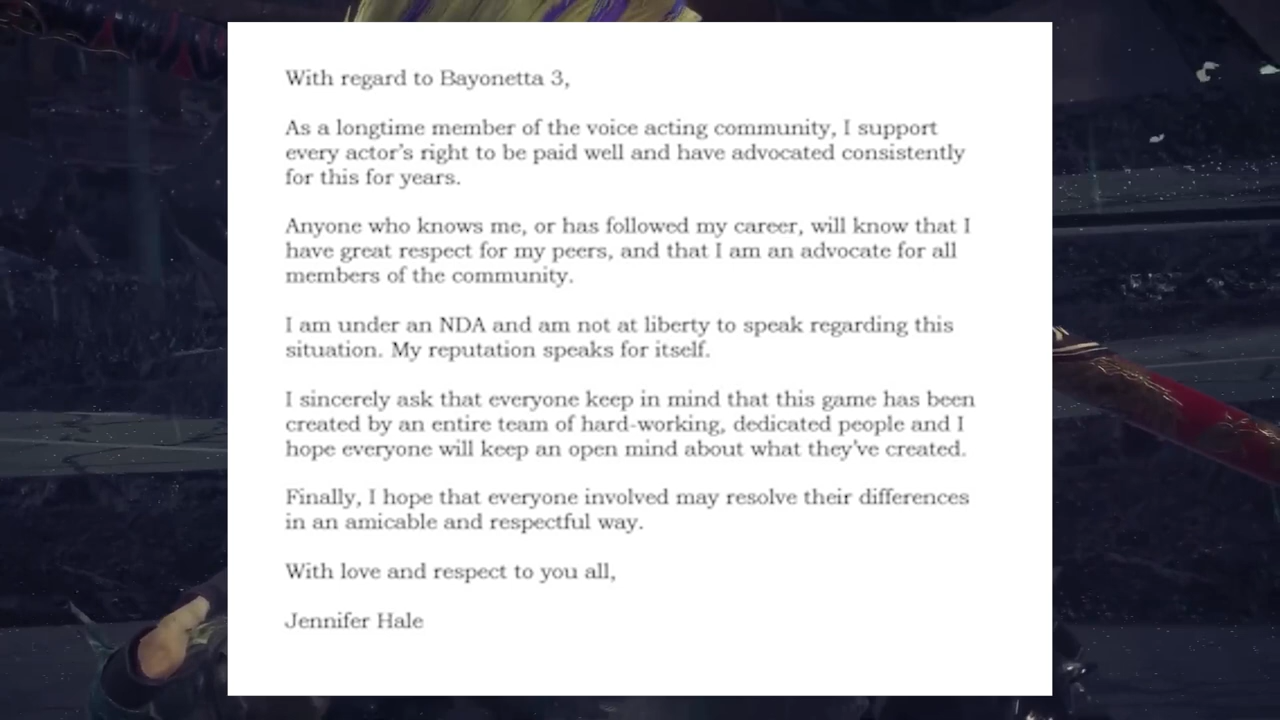 With regard to Bayonetta 3,
As a longtime member of the voice acting community, I support
every actor's right to be paid well and have advocated consistently
for this for years.
Anyone who knows me, or has followed my career, will know that I
have great respect for my peers, and that I am an advocate for all
members of the community.
I am under an NDA and am not at liberty to speak regarding this
situation. My reputation speaks for itself.
I sincerely ask that everyone keep in mind that this game has been
created by an entire team of hard-working, dedicated people and I
hope everyone will keep an open mind about what they've created.
Finally, I hope that everyone involved may resolve their differences
in an amicable and respectful way.
With love and respect to you all,
Jennifer Hale